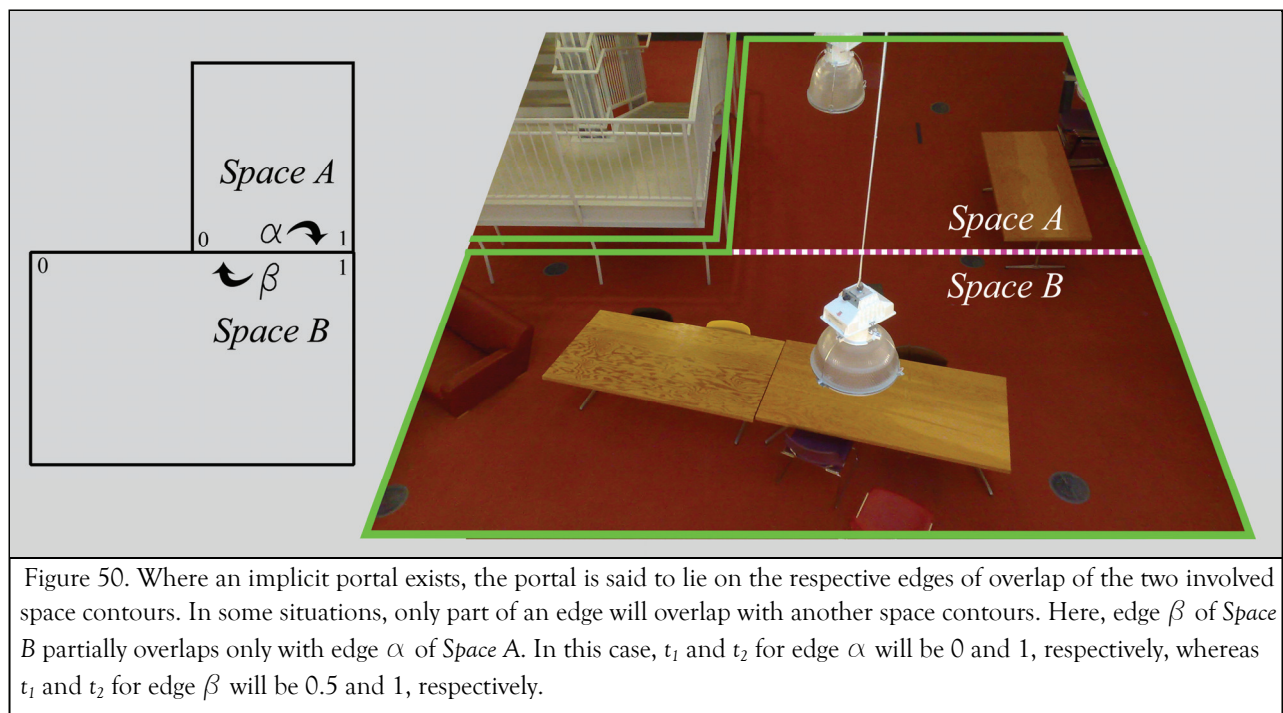 Space A
0 α 1
0 β 1
Space B
Space A
Space B
Figure 50. Where an implicit portal exists, the portal is said to lie on the respective edges of overlap of the two involved
space contours. In some situations, only part of an edge will overlap with another space contours. Here, edge β of Space
B partially overlaps only with edge α of Space A. In this case, t₁ and t₂ for edge α will be 0 and 1, respectively, whereas
t₁ and t₂ for edge β will be 0.5 and 1, respectively.